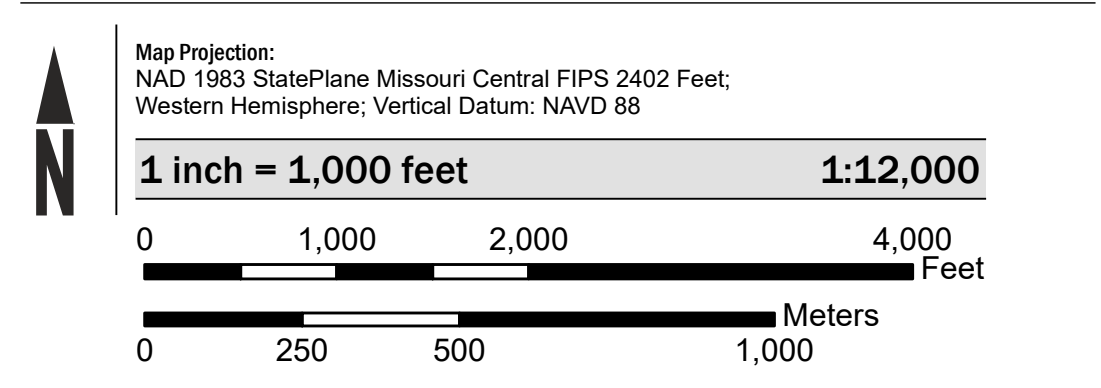 Map Projection:
NAD 1983 StatePlane Missouri Central FIPS 2402 Feet;
Western Hemisphere; Vertical Datum: NAVD 88
N
1 inch = 1,000 feet 1:12,000
0 1,000 2,000 4,000
Feet
Meters
0 250 500 1,000